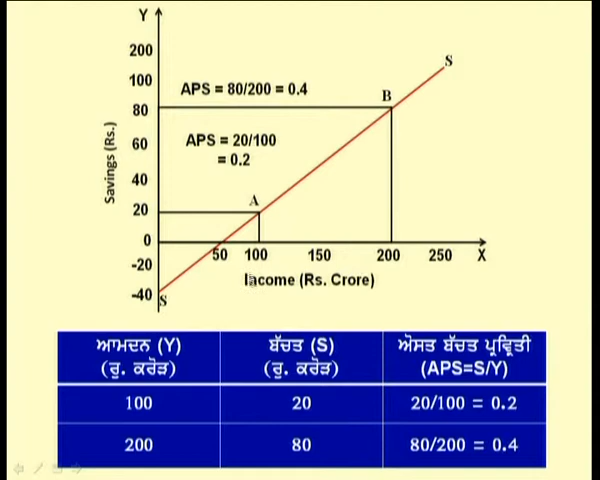 Y
200
100
80
60
40
20
0
-20
-40
Savings (Rs.)
APS = 80/200 = 0.4
APS = 20/100
= 0.2
A
B
S
S
50 100 150 200 250 X
Income (Rs. Crore)
ਆਮਦਨ (Y) ਬੱਚਤ (S) ਔਸਤ ਬੱਚਤ ਪ੍ਰਵ੍ਰਿਤੀ
(ਰੁ. ਕਰੋੜ) (ਰੁ. ਕਰੋੜ) (APS=S/Y)
100 20 20/100 = 0.2
200 80 80/200 = 0.4